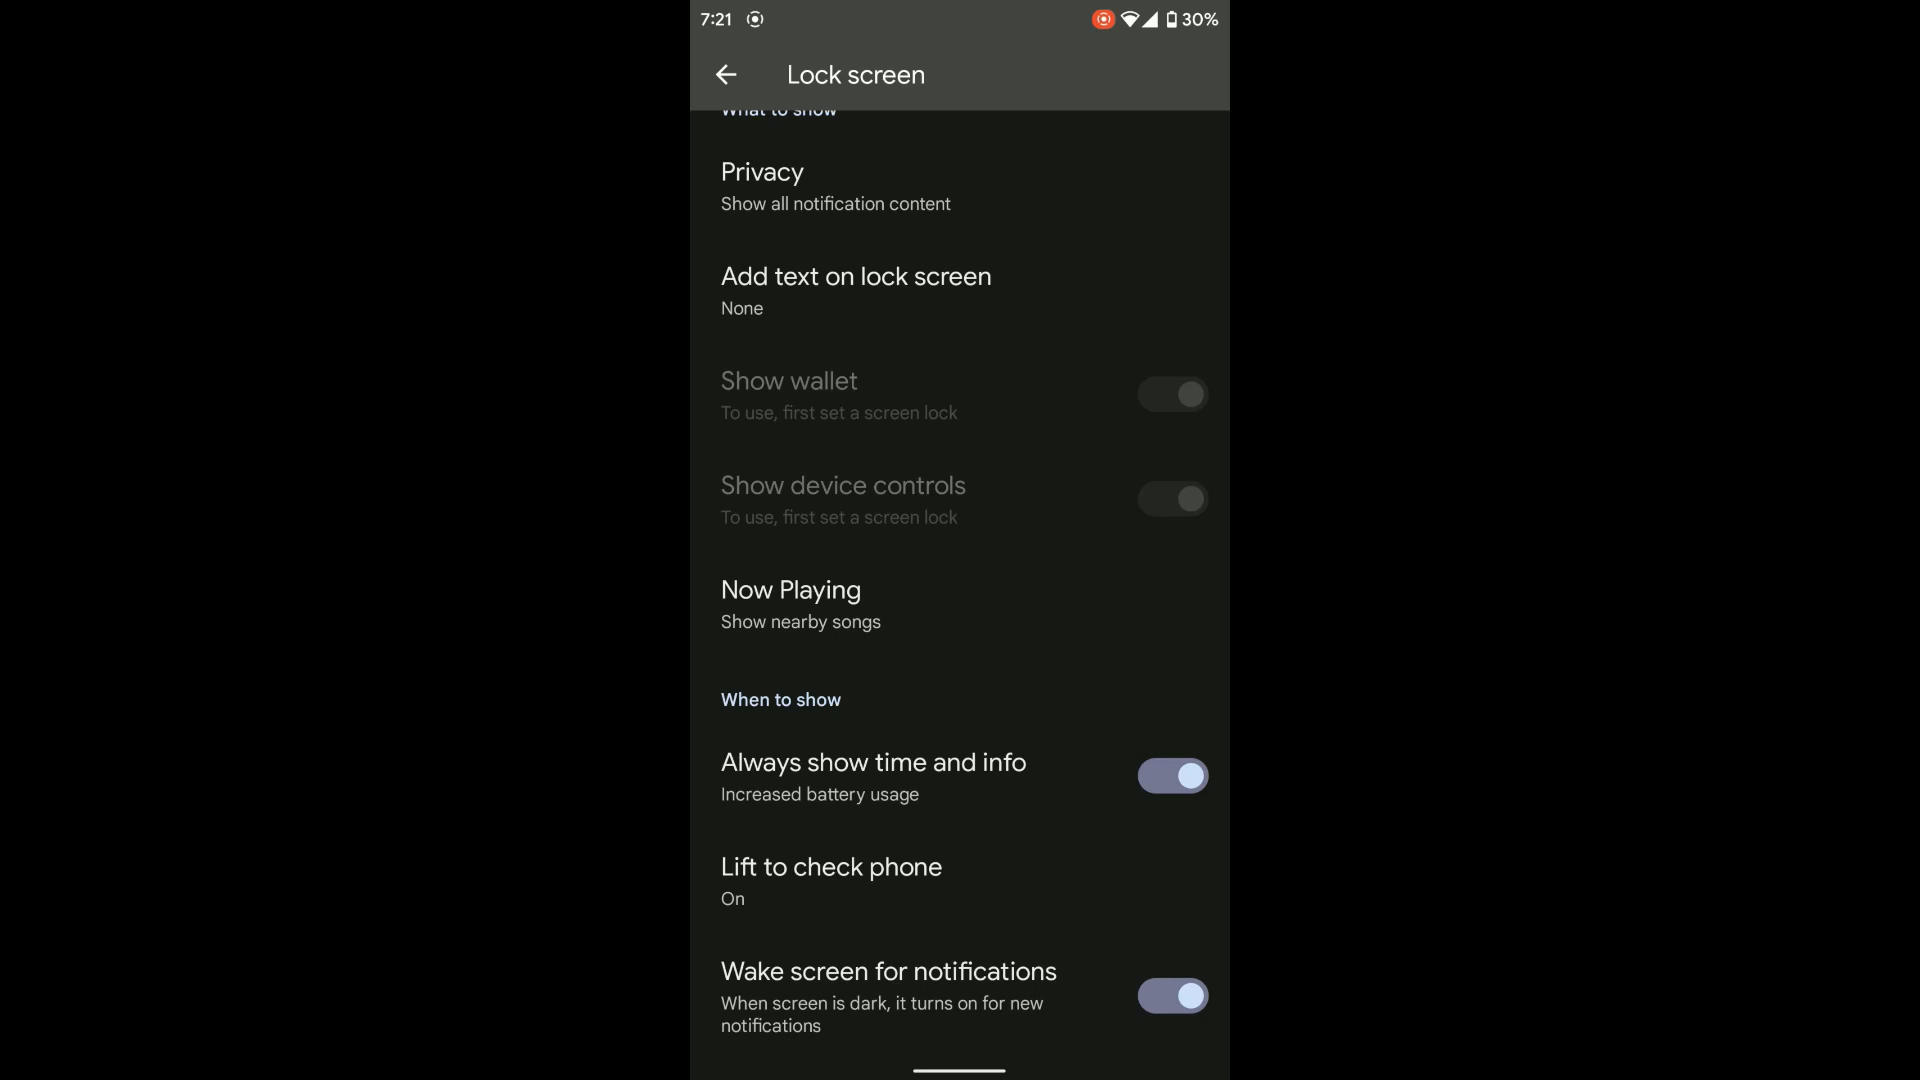 7:21
30%
Lock screen
What to show
Privacy
Show all notification content
Add text on lock screen
None
Show wallet
To use, first set a screen lock
Show device controls
To use, first set a screen lock
Now Playing
Show nearby songs
When to show
Always show time and info
Increased battery usage
Lift to check phone
On
Wake screen for notifications
When screen is dark, it turns on for new
notifications